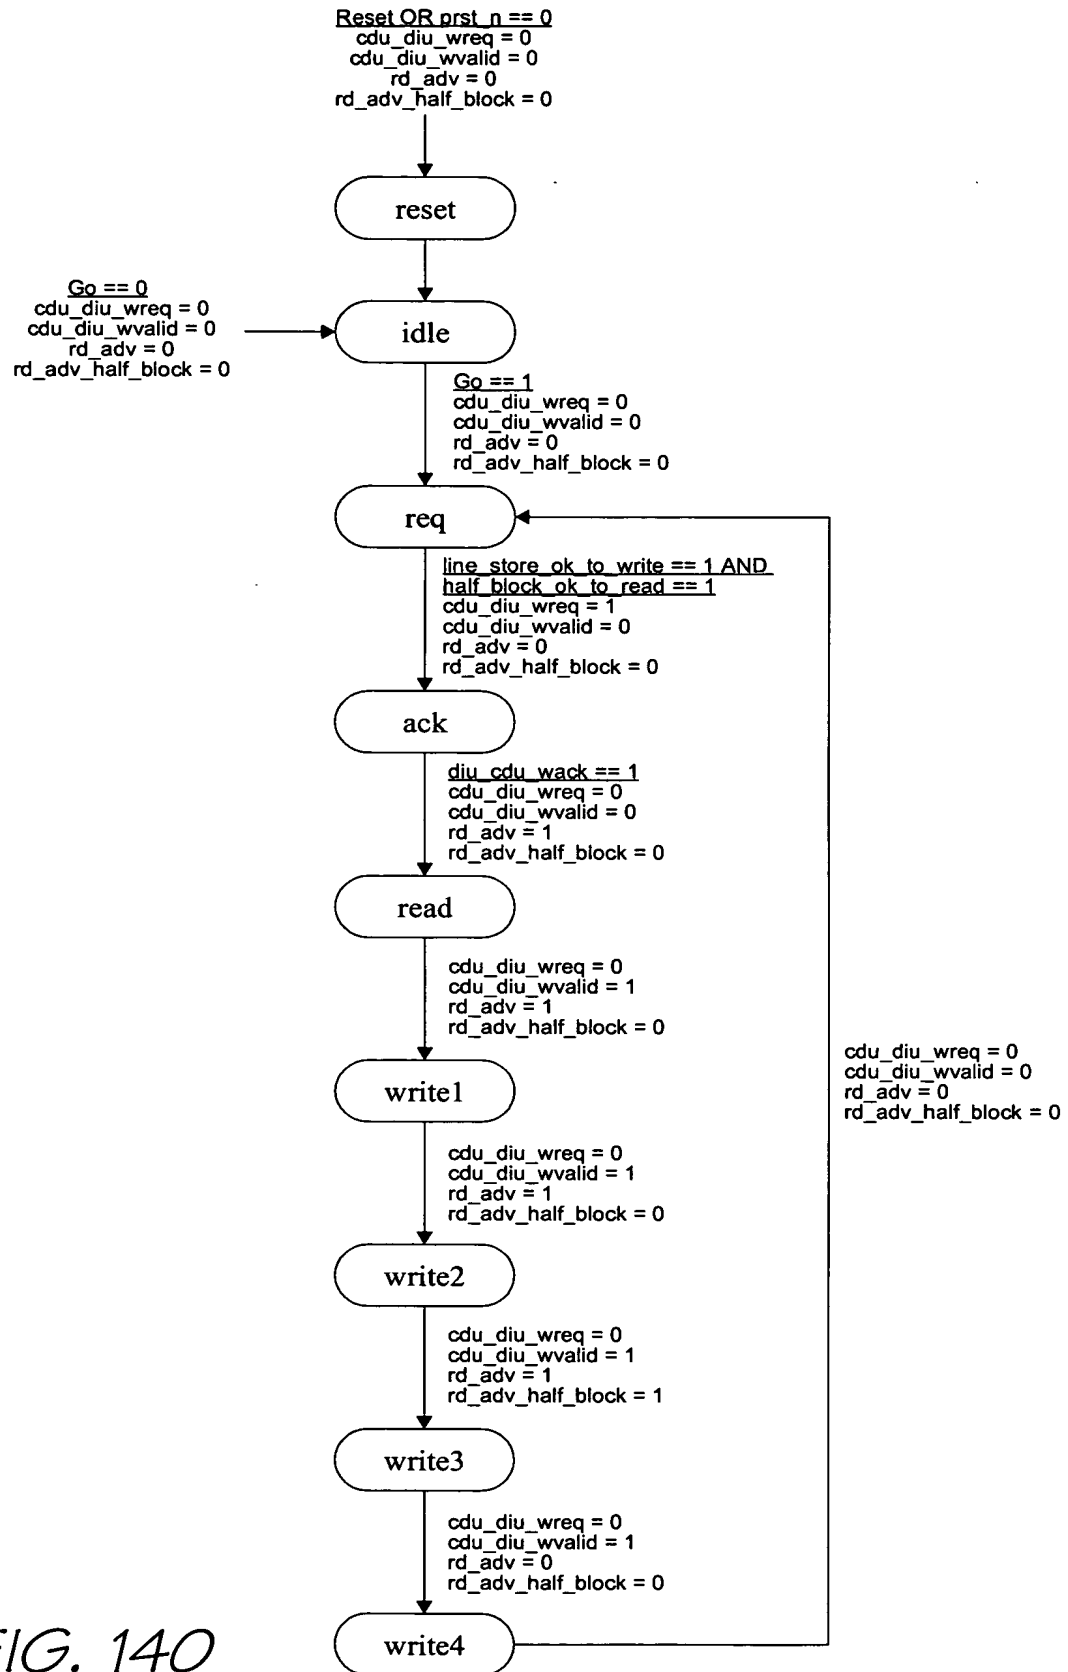 Reset OR prst_n == 0
cdu_diu_wreq = 0
cdu_diu_wvalid = 0
rd_adv = 0
rd_adv_half_block = 0
reset
Go == 0
cdu_diu_wreq = 0
cdu_diu_wvalid = 0
rd_adv = 0
rd_adv_half_block = 0
idle
Go == 1
cdu_diu_wreq = 0
cdu_diu_wvalid = 0
rd_adv = 0
rd_adv_half_block = 0
req
line_store_ok_to_write == 1 AND
half_block_ok_to_read == 1
cdu_diu_wreq = 1
cdu_diu_wvalid = 0
rd_adv = 0
rd_adv_half_block = 0
ack
diu_cdu_wack == 1
cdu_diu_wreq = 0
cdu_diu_wvalid = 0
rd_adv = 1
rd_adv_half_block = 0
read
cdu_diu_wreq = 0
cdu_diu_wvalid = 1
rd_adv = 1
rd_adv_half_block = 0
cdu_diu_wreq = 0
cdu_diu_wvalid = 0
rd_adv = 0
rd_adv_half_block = 0
write1
cdu_diu_wreq = 0
cdu_diu_wvalid = 1
rd_adv = 1
rd_adv_half_block = 0
write2
cdu_diu_wreq = 0
cdu_diu_wvalid = 1
rd_adv = 1
rd_adv_half_block = 1
write3
cdu_diu_wreq = 0
cdu_diu_wvalid = 1
rd_adv = 0
rd_adv_half_block = 0
write4
FIG. 140